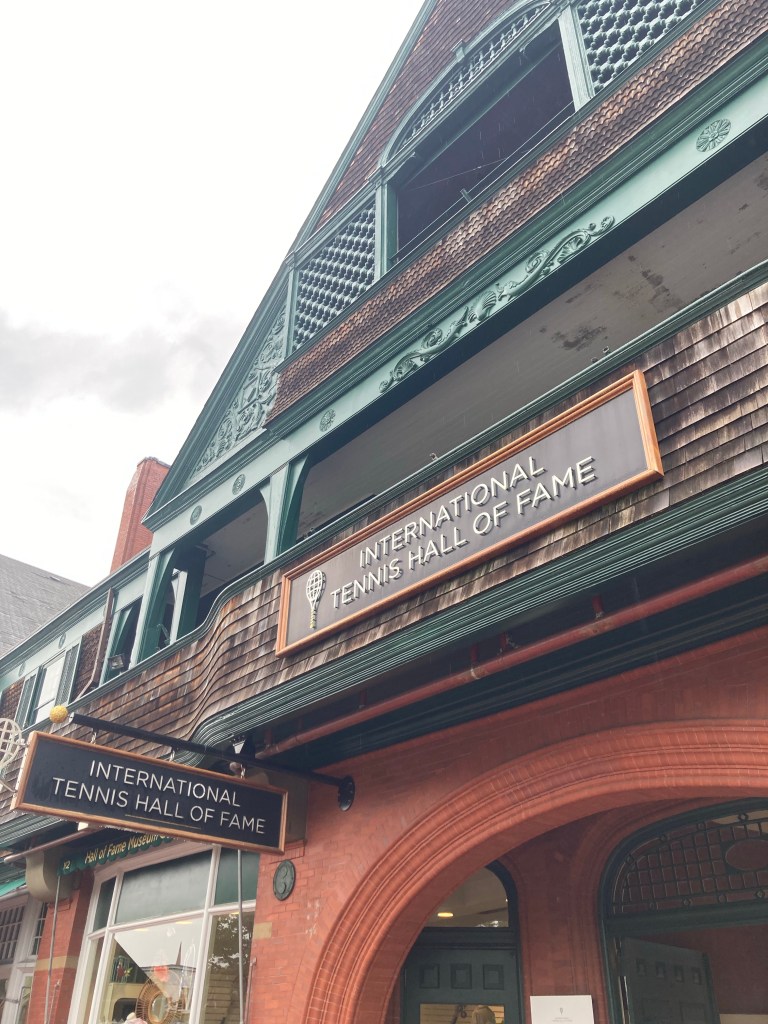 INTERNATIONAL
TENNIS HALL OF FAME
INTERNATIONAL
TENNIS HALL OF FAME
Hall of Fame Museum